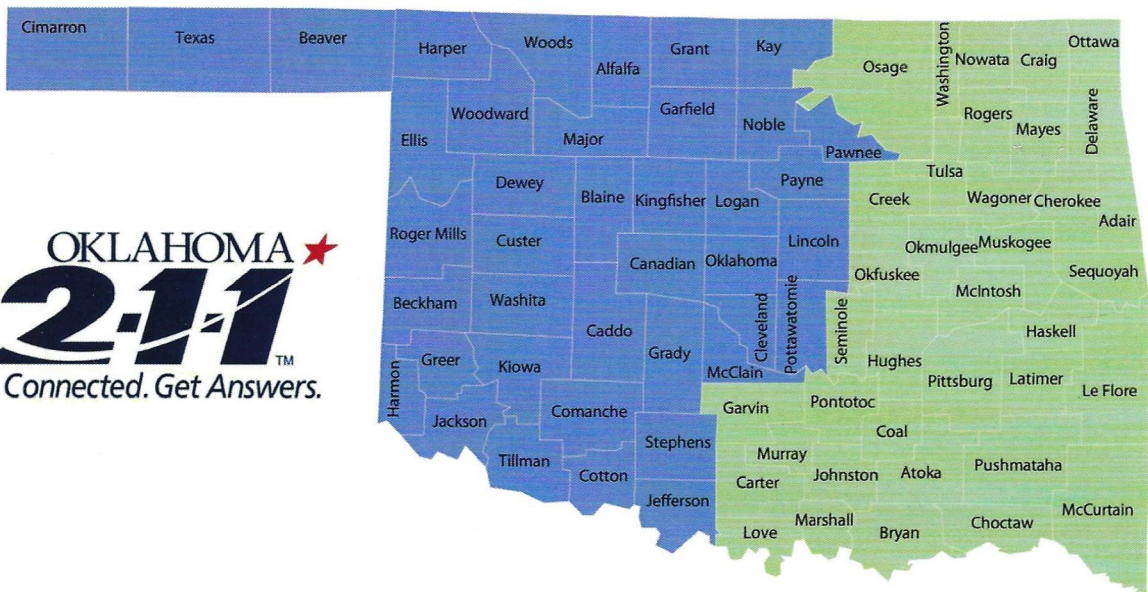 Cimarron
Texas
Beaver
Harper
Woods
Alfalfa
Grant
Kay
Osage
Washington
Nowata
Craig
Ottawa
Ellis
Woodward
Major
Garfield
Noble
Pawnee
Rogers
Mayes
Delaware
Dewey
Blaine
Kingfisher
Logan
Payne
Creek
Tulsa
Wagoner
Cherokee
Adair
Roger Mills
Custer
Canadian
Oklahoma
Lincoln
Okmulgee
Muskogee
Okfuskee
Sequoyah
McIntosh
Beckham
Washita
Caddo
Grady
Cleveland
Pottawatomie
Seminole
Haskell
Harmon
Greer
Kiowa
McClain
Hughes
Pittsburg
Latimer
Le Flore
Jackson
Comanche
Garvin
Pontotoc
Coal
Tillman
Stephens
Cotton
Murray
Carter
Johnston
Atoka
Pushmataha
Jefferson
Love
Marshall
Bryan
Choctaw
McCurtain
OKLAHOMA
2-1-1
TM
Connected. Get Answers.